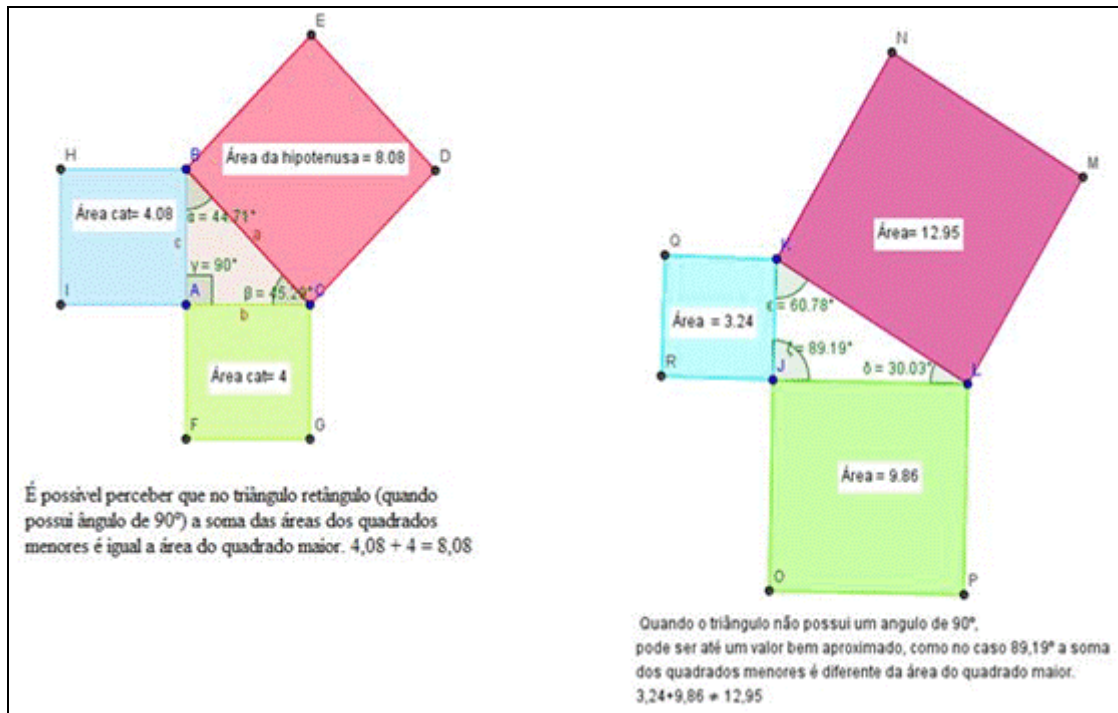 E
H
B
Área da hipotenusa = 8.08
D
Área cat= 4.08
α = 44.71°
c
a
γ = 90°
I
A
β = 45.29°
C
b
Área cat= 4
F
G
É possivel perceber que no triângulo retângulo (quando
possui ângulo de 90º) a soma das áreas dos quadrados
menores é igual a área do quadrado maior. 4,08 + 4 = 8,08
N
M
Área= 12.95
Q
K
ε = 60.78°
Área = 3.24
ζ = 89.19°
R
J
δ = 30.03°
L
Área = 9.86
O
P
Quando o triângulo não possui um angulo de 90º,
pode ser até um valor bem aproximado, como no caso 89,19º a soma
dos quadrados menores é diferente da área do quadrado maior.
3,24+9,86 ≠ 12,95